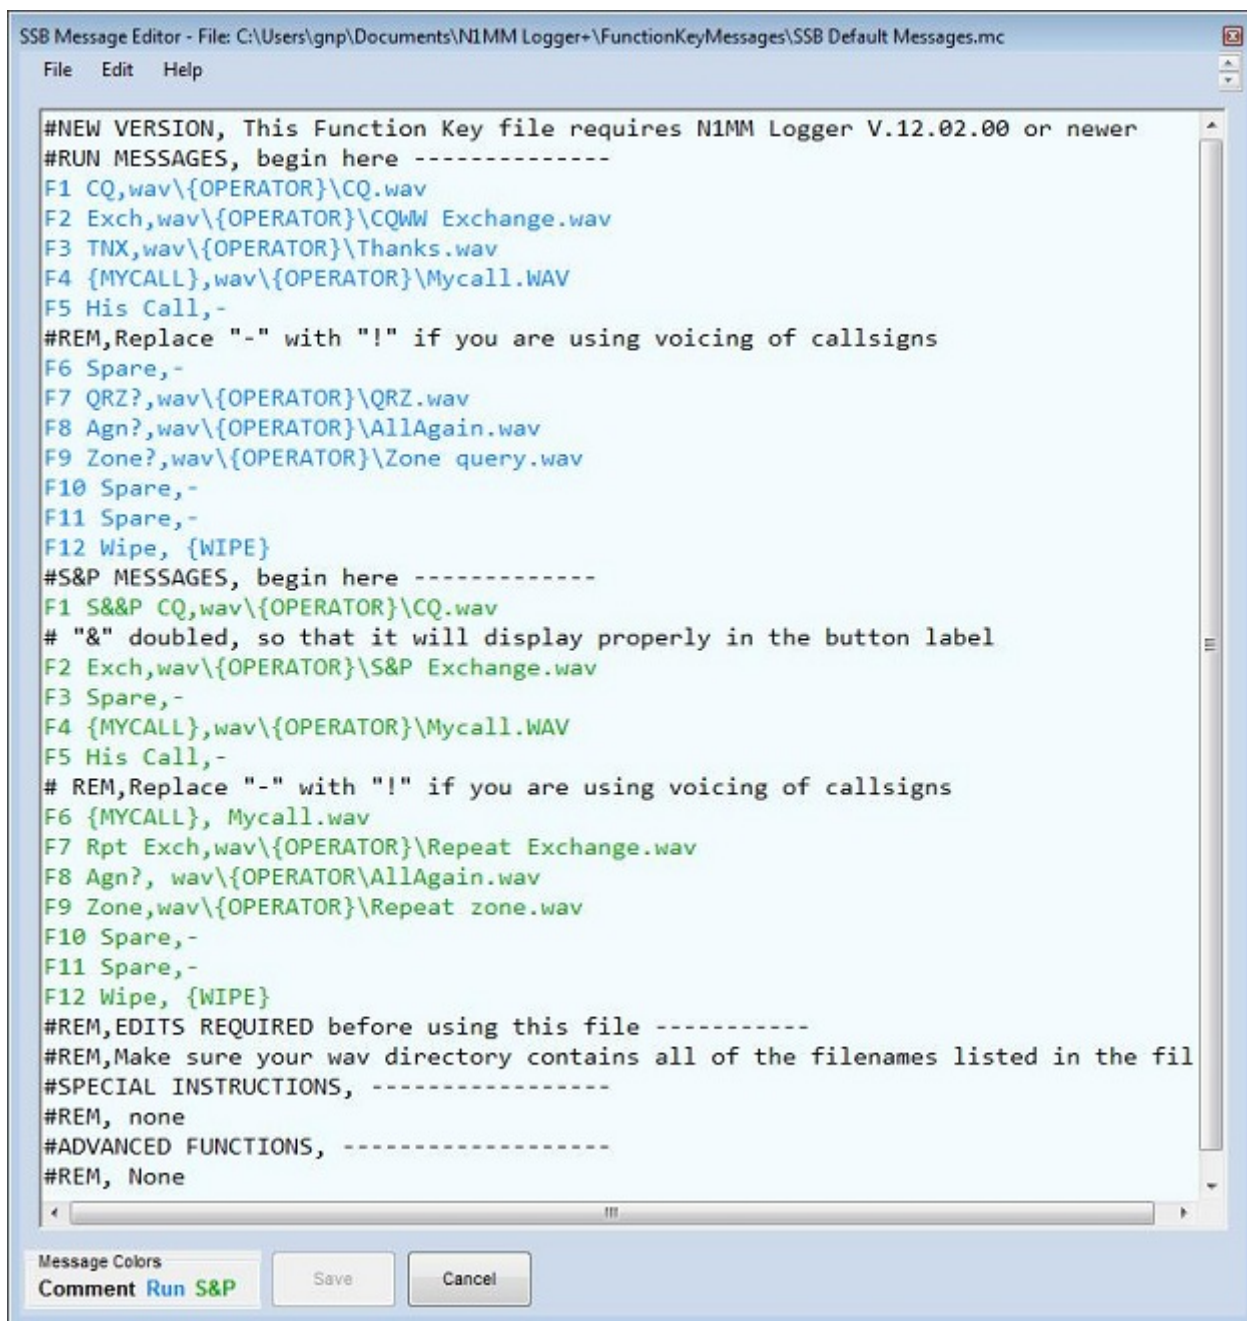 SSB Message Editor - File: C:\Users\gnp\Documents\N1MM Logger+\FunctionKeyMessages\SSB Default Messages.mc
File Edit Help
#NEW VERSION, This Function Key file requires N1MM Logger V.12.02.00 or newer
#RUN MESSAGES, begin here --------------
F1 CQ,wav\{OPERATOR}\CQ.wav
F2 Exch,wav\{OPERATOR}\CQWW Exchange.wav
F3 TNX,wav\{OPERATOR}\Thanks.wav
F4 {MYCALL},wav\{OPERATOR}\Mycall.WAV
F5 His Call,-
#REM,Replace "-" with "!" if you are using voicing of callsigns
F6 Spare,-
F7 QRZ?,wav\{OPERATOR}\QRZ.wav
F8 Agn?,wav\{OPERATOR}\AllAgain.wav
F9 Zone?,wav\{OPERATOR}\Zone query.wav
F10 Spare,-
F11 Spare,-
F12 Wipe, {WIPE}
#S&P MESSAGES, begin here -------------
F1 S&&P CQ,wav\{OPERATOR}\CQ.wav
# "&" doubled, so that it will display properly in the button label
F2 Exch,wav\{OPERATOR}\S&P Exchange.wav
F3 Spare,-
F4 {MYCALL},wav\{OPERATOR}\Mycall.WAV
F5 His Call,-
# REM,Replace "-" with "!" if you are using voicing of callsigns
F6 {MYCALL}, Mycall.wav
F7 Rpt Exch,wav\{OPERATOR}\Repeat Exchange.wav
F8 Agn?, wav\{OPERATOR\AllAgain.wav
F9 Zone,wav\{OPERATOR}\Repeat zone.wav
F10 Spare,-
F11 Spare,-
F12 Wipe, {WIPE}
#REM,EDITS REQUIRED before using this file -----------
#REM,Make sure your wav directory contains all of the filenames listed in the fil
#SPECIAL INSTRUCTIONS, -----------------
#REM, none
#ADVANCED FUNCTIONS, -------------------
#REM, None
Message Colors
Comment Run S&P
Save
Cancel